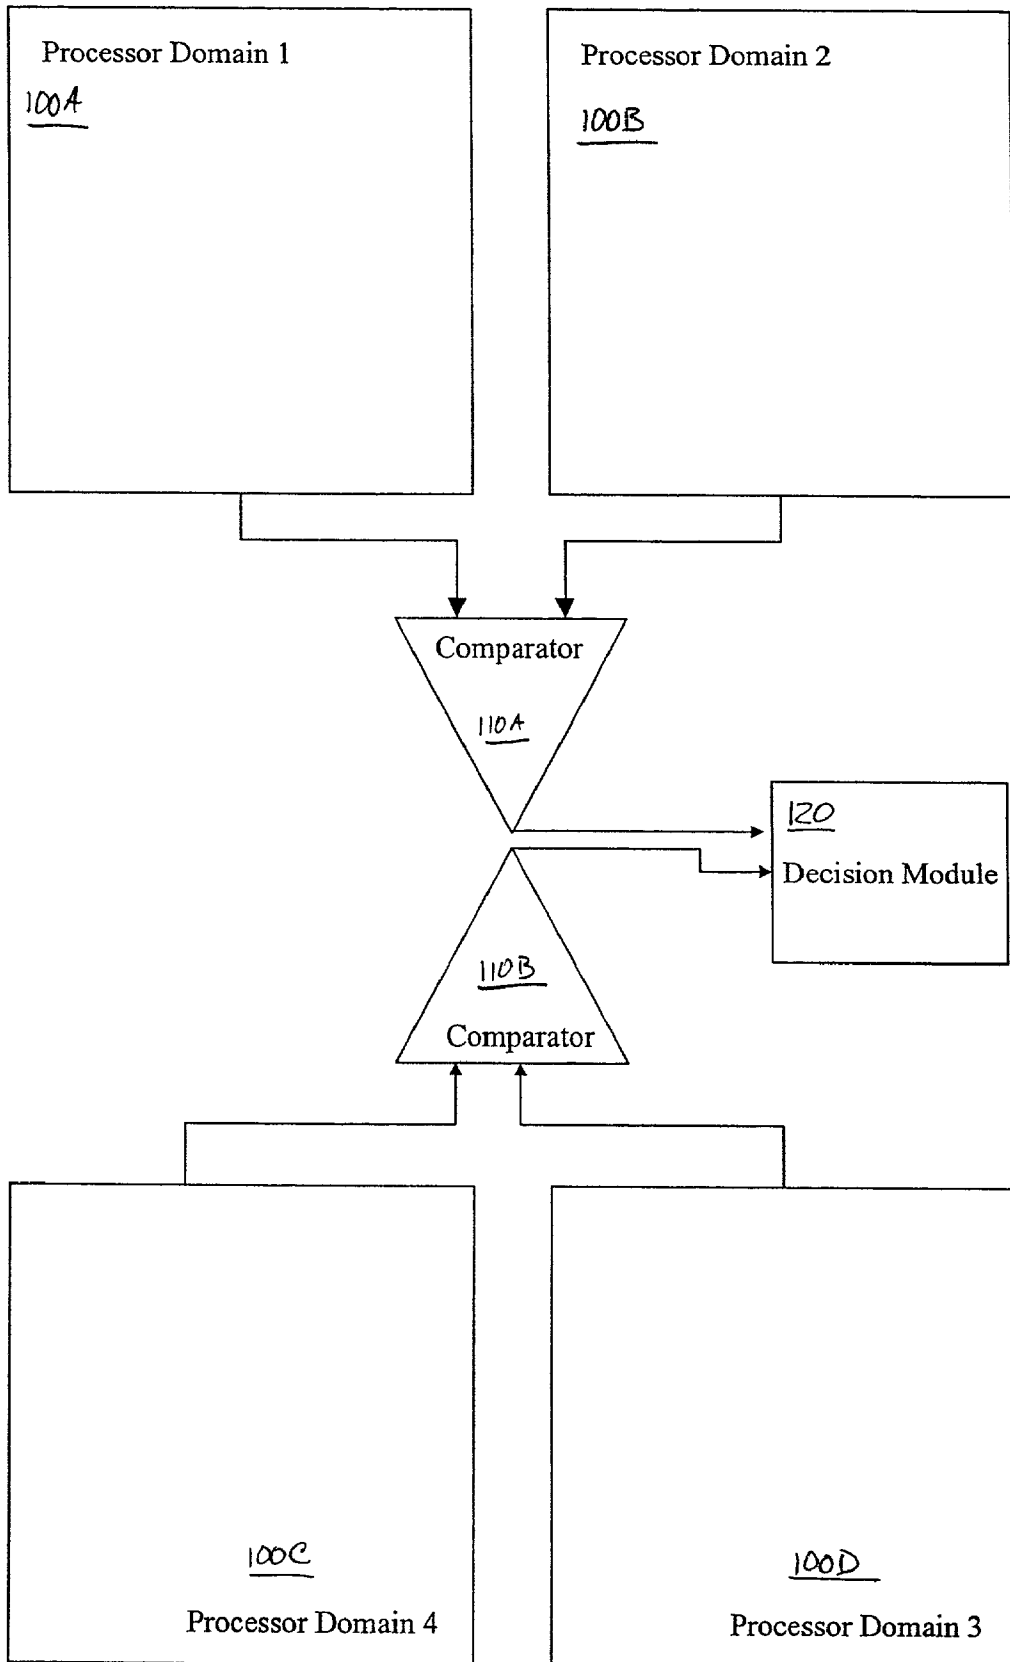 Processor Domain 1
100A
Processor Domain 2
100B
Comparator
110A
120
Decision Module
110B
Comparator
100C
Processor Domain 4
100D
Processor Domain 3